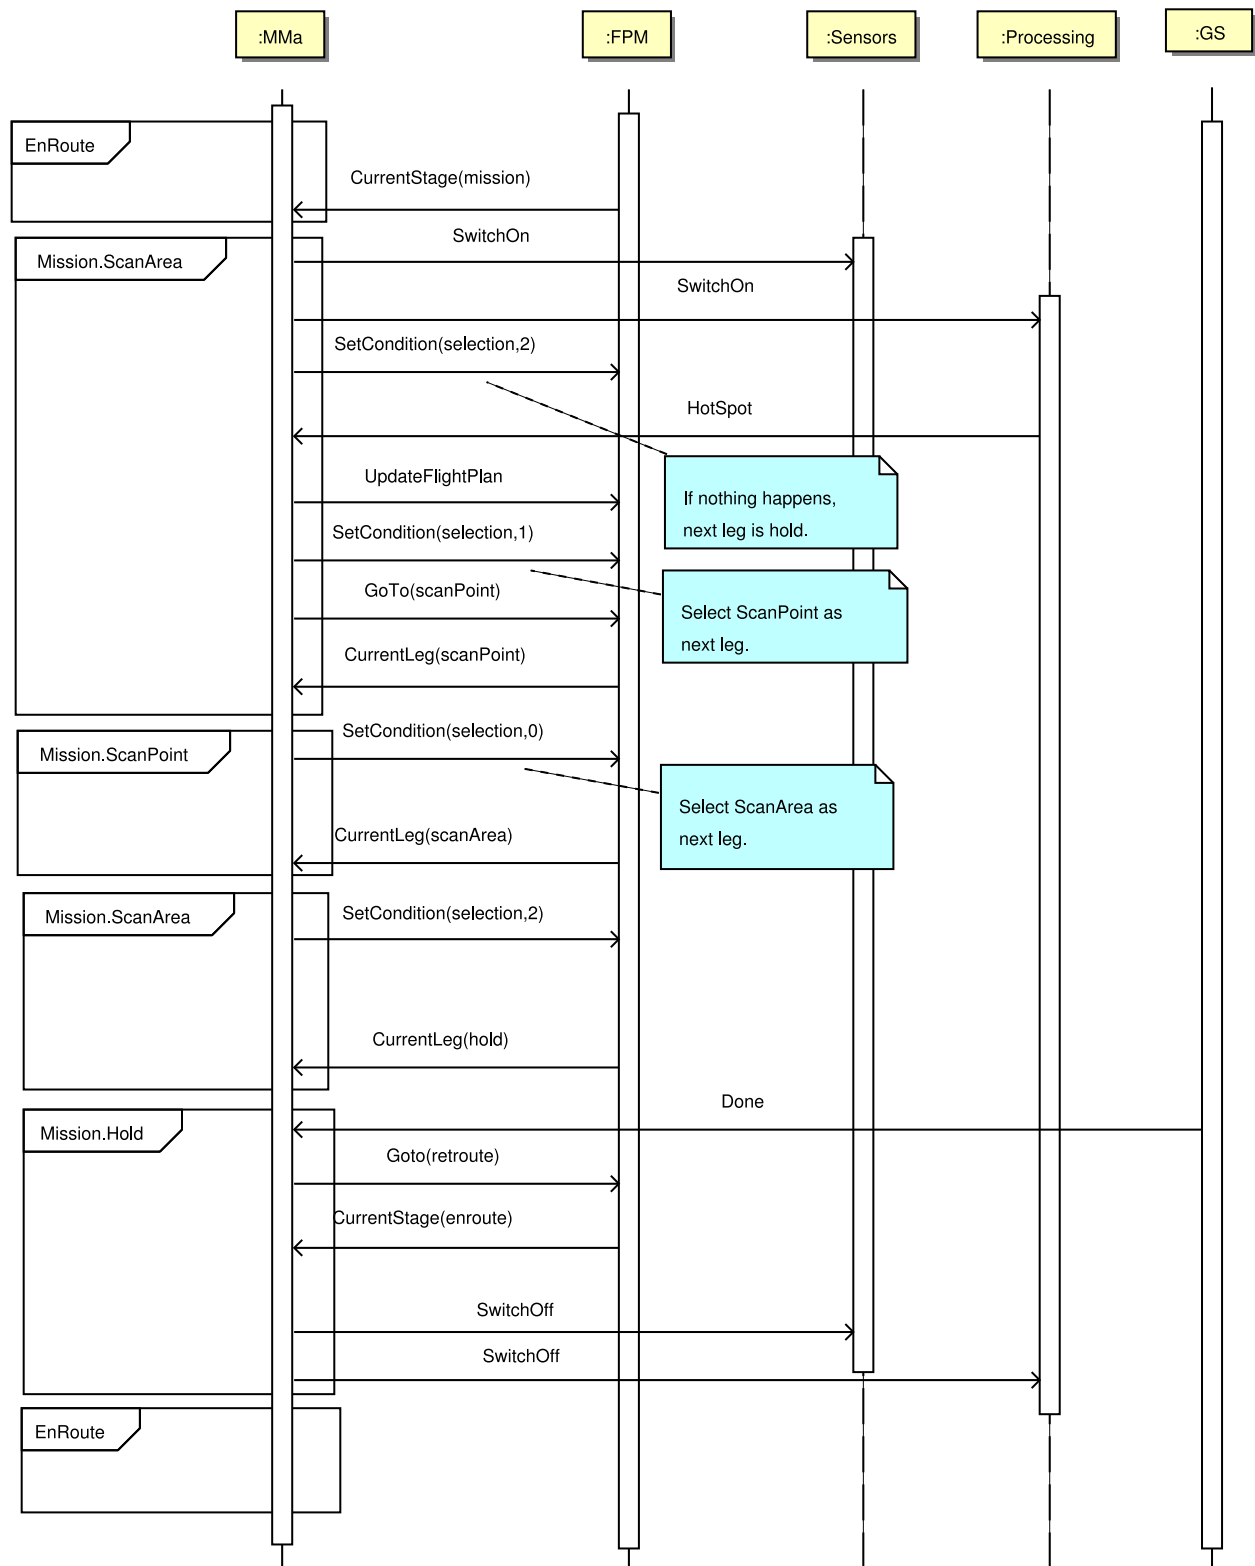 :MMa
:FPM
:Sensors
:Processing
:GS
EnRoute
CurrentStage(mission)
SwitchOn
Mission.ScanArea
SwitchOn
SetCondition(selection,2)
HotSpot
UpdateFlightPlan
If nothing happens,
next leg is hold.
SetCondition(selection,1)
GoTo(scanPoint)
Select ScanPoint as
next leg.
CurrentLeg(scanPoint)
SetCondition(selection,0)
Mission.ScanPoint
Select ScanArea as
next leg.
CurrentLeg(scanArea)
Mission.ScanArea
SetCondition(selection,2)
CurrentLeg(hold)
Done
Mission.Hold
Goto(retroute)
CurrentStage(enroute)
SwitchOff
SwitchOff
EnRoute